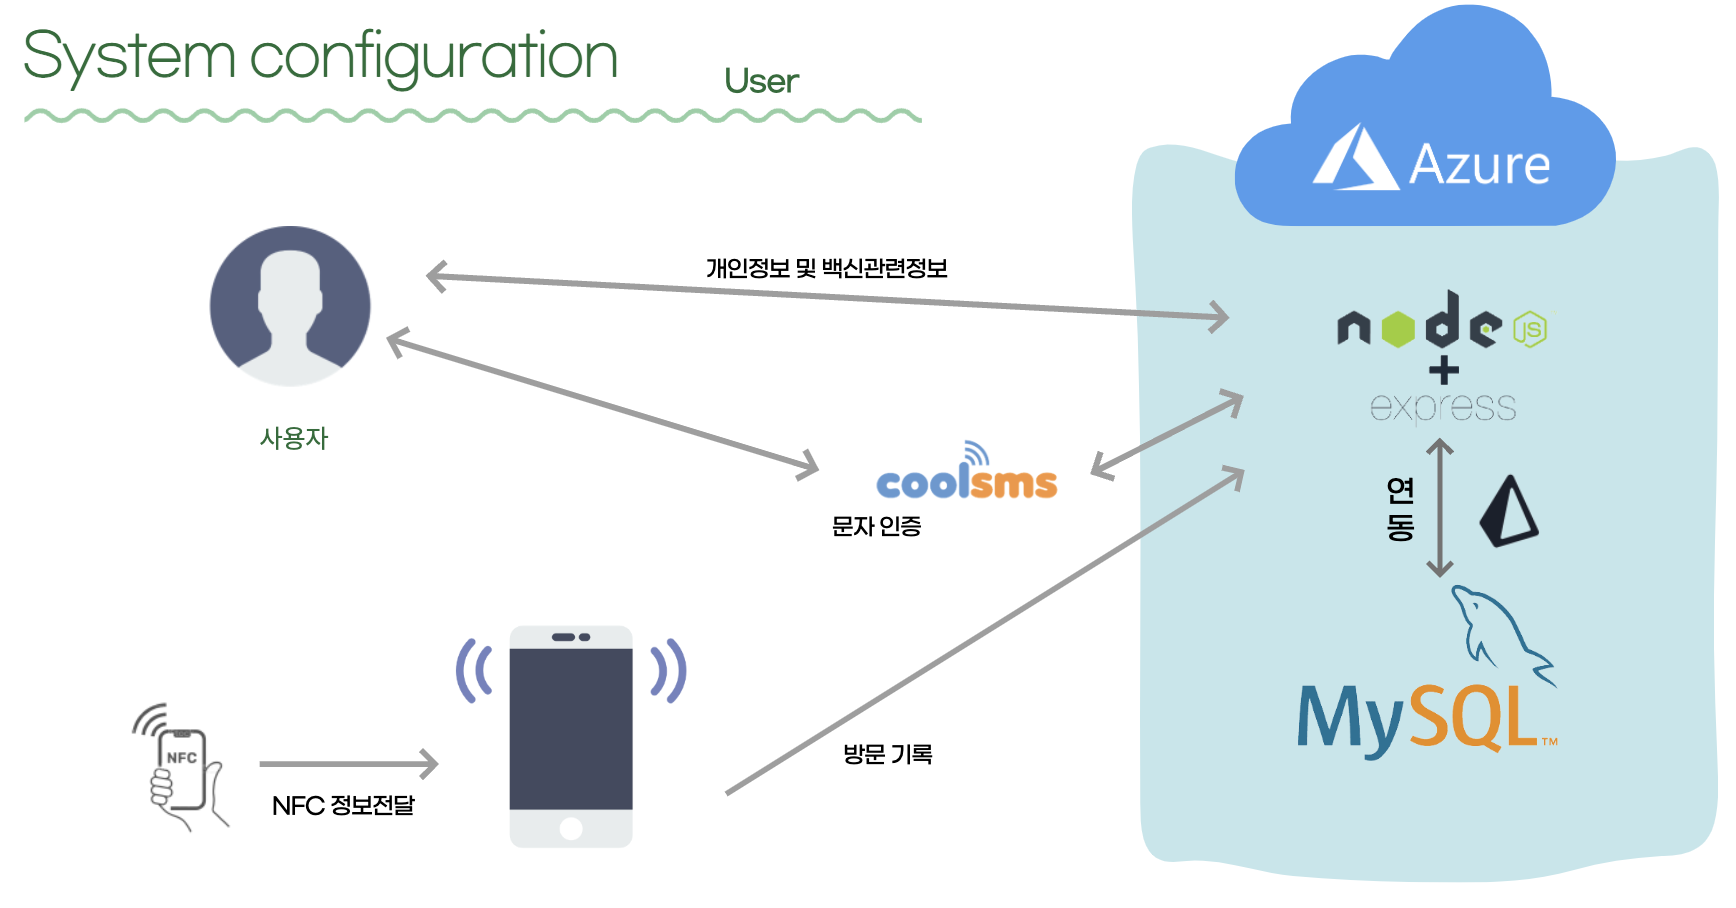 System configuration
User
Azure
개인정보 및 백신관련정보
node
JS
+
express
사용자
coolsms
문자 인증
연
동
MySQL™
방문 기록
NFC
NFC 정보전달